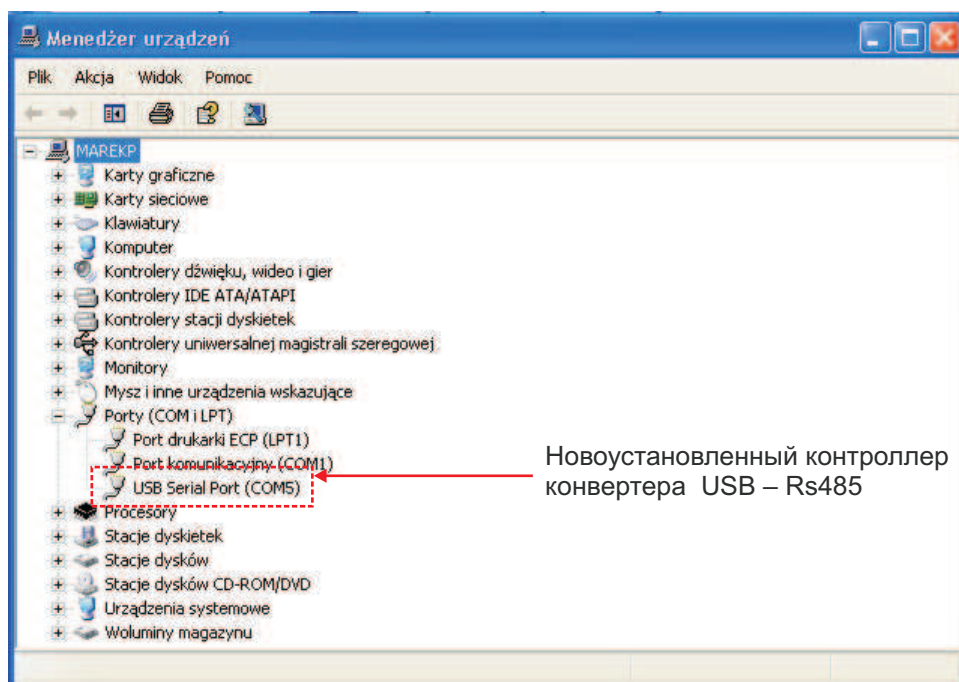 Menedżer urządzeń
Plik Akcja Widok Pomoc
MAREKP
Karty graficzne
Karty sieciowe
Klawiatury
Komputer
Kontrolery dźwięku, wideo i gier
Kontrolery IDE ATA/ATAPI
Kontrolery stacji dyskietek
Kontrolery uniwersalnej magistrali szeregowej
Monitory
Mysz i inne urządzenia wskazujące
Porty (COM i LPT)
Port drukarki ECP (LPT1)
Port komunikacyjny (COM1)
USB Serial Port (COM5)
Procesory
Stacje dyskietek
Stacje dysków
Stacje dysków CD-ROM/DVD
Urządzenia systemowe
Woluminy magazynu
Новоустановленный контроллер
конвертера USB – Rs485